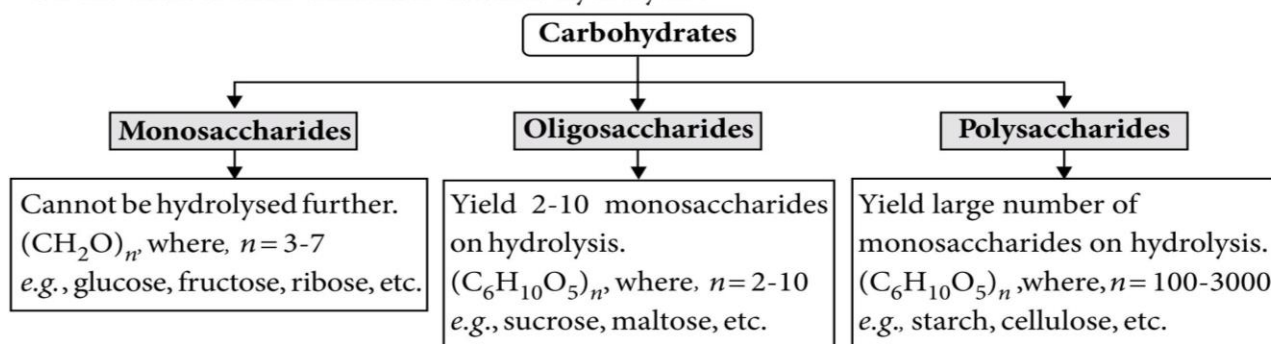 Carbohydrates
Monosaccharides
Cannot be hydrolysed further.
(CH₂O)ₙ, where, n = 3-7
e.g., glucose, fructose, ribose, etc.
Oligosaccharides
Yield 2-10 monosaccharides
on hydrolysis.
(C₆H₁₀O₅)ₙ, where, n = 2-10
e.g., sucrose, maltose, etc.
Polysaccharides
Yield large number of
monosaccharides on hydrolysis.
(C₆H₁₀O₅)ₙ ,where, n = 100-3000
e.g., starch, cellulose, etc.